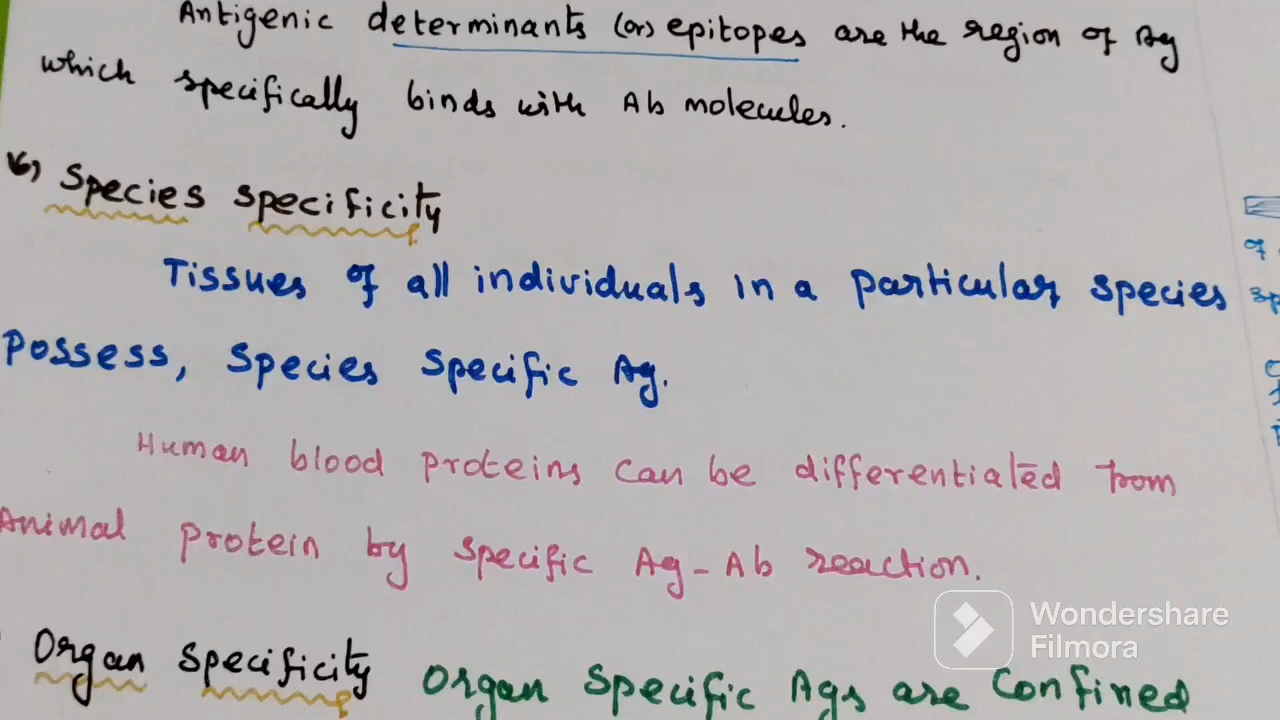 Antigenic determinants (or) epitopes are the region of Ag
which specifically binds with Ab molecules.
6) Species specificity
Tissues of all individuals in a particular species
Possess, Species Specific Ag.
Human blood proteins can be differentiated from
Animal protein by specific Ag-Ab reaction.
Organ specificity Organ Specific Ags are confined
of
sp
Wondershare
Filmora